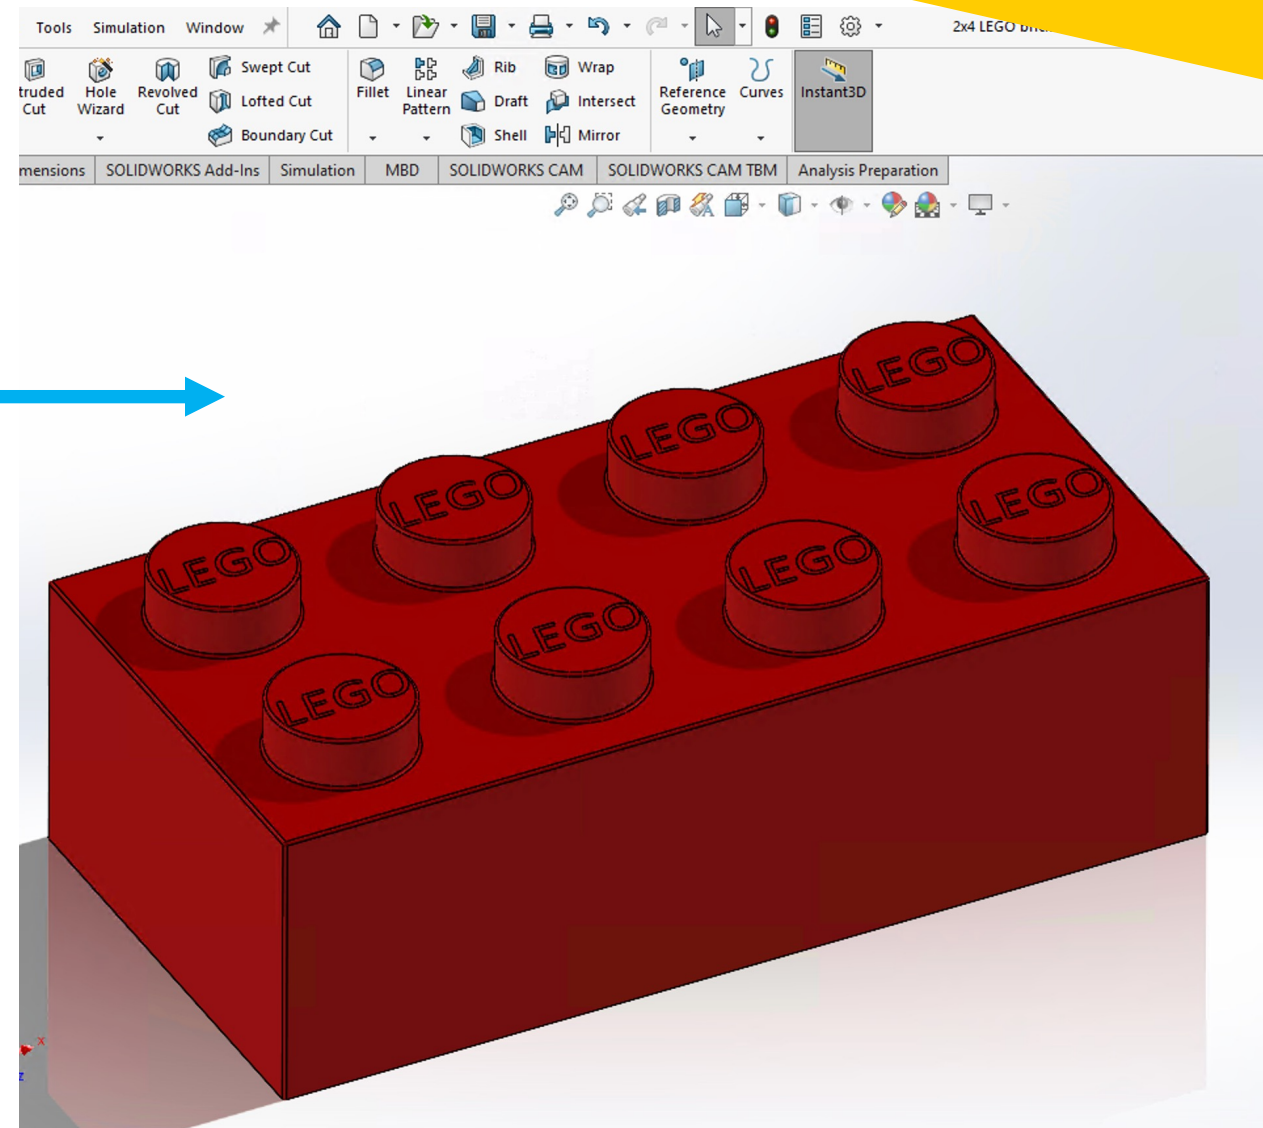 Tools Simulation Window
2x4 LEGO
Swept Cut
Rib
Wrap
truded Cut
Hole Wizard
Revolved Cut
Lofted Cut
Fillet
Linear Pattern
Draft
Intersect
Reference Geometry
Curves
Instant3D
Boundary Cut
Shell
Mirror
mensions SOLIDWORKS Add-Ins Simulation MBD SOLIDWORKS CAM SOLIDWORKS CAM TBM Analysis Preparation
LEGO
LEGO
LEGO
LEGO
LEGO
LEGO
LEGO
LEGO
x
z